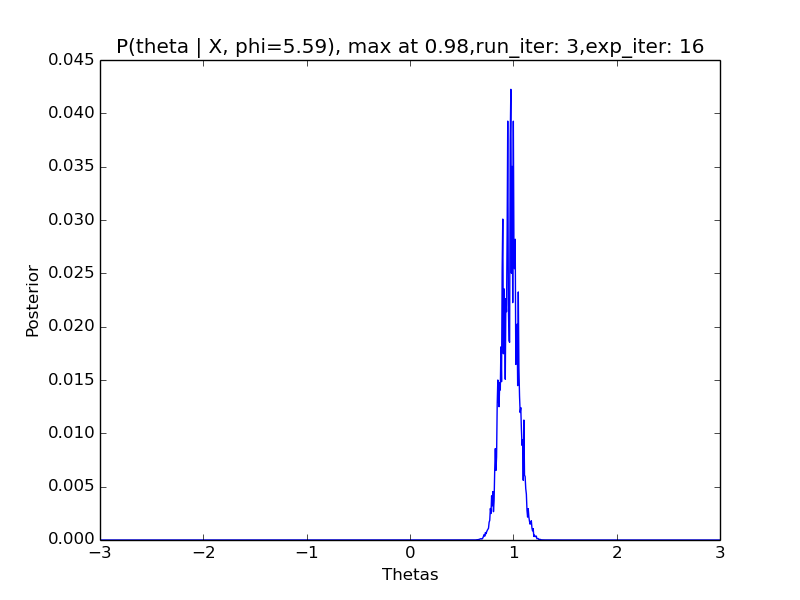 P(theta | X, phi=5.59), max at 0.98,run_iter: 3,exp_iter: 16
0.045
0.040
0.035
0.030
0.025
0.020
0.015
0.010
0.005
0.000
Posterior
−3 −2 −1 0 1 2 3
Thetas